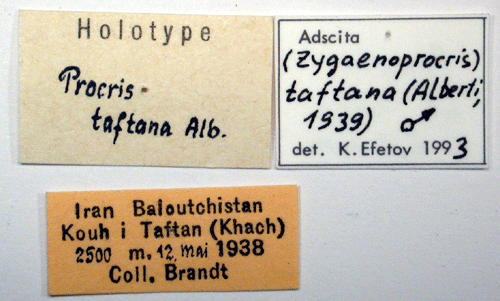 Holotype
Procris
taftana Alb.
Adscita
(Zygaenoprocris)
taftana (Alberti,
1939) ♂
det. K.Efetov 1993
Iran Baloutchistan
Kouh i Taftan (Khach)
2500 m. 12. mai 1938
Coll. Brandt